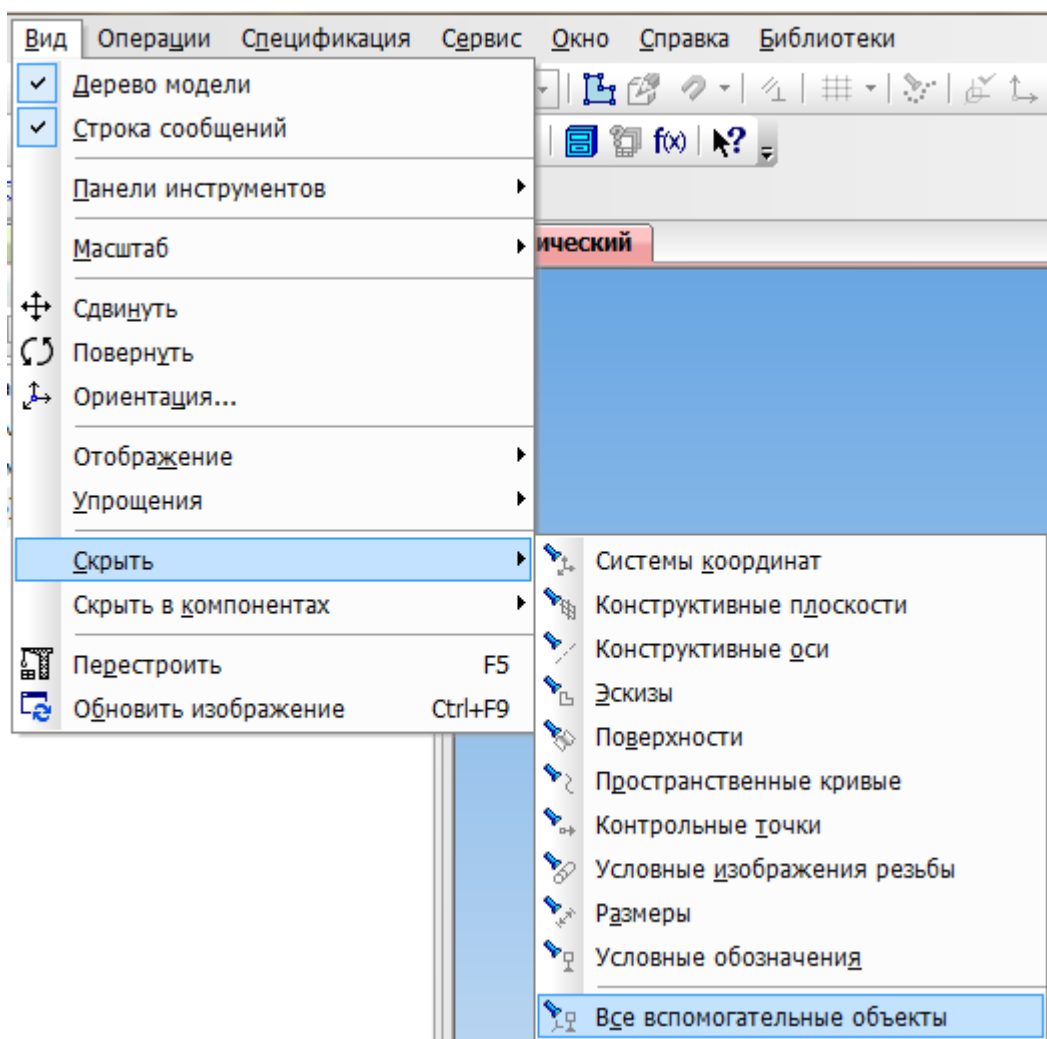 Вид Операции Спецификация Сервис Окно Справка Библиотеки
Дерево модели
Строка сообщений
f(x) ?
Панели инструментов
Масштаб
ический
Сдвинуть
Повернуть
Ориентация...
Отображение
Упрощения
Скрыть
Системы координат
Скрыть в компонентах
Конструктивные плоскости
Конструктивные оси
Перестроить F5
Эскизы
Обновить изображение Ctrl+F9
Поверхности
Пространственные кривые
Контрольные точки
Условные изображения резьбы
Размеры
Условные обозначения
Все вспомогательные объекты